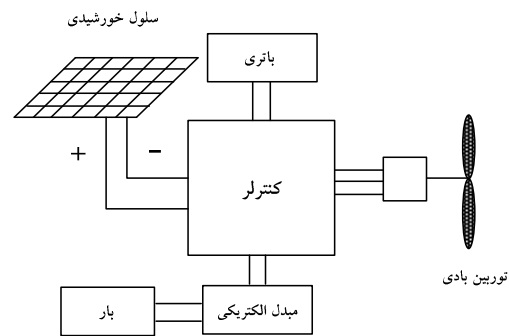 سلول خورشیدی
باتری
+ −
کنترلر
توربین بادی
مبدل الکتریکی
بار